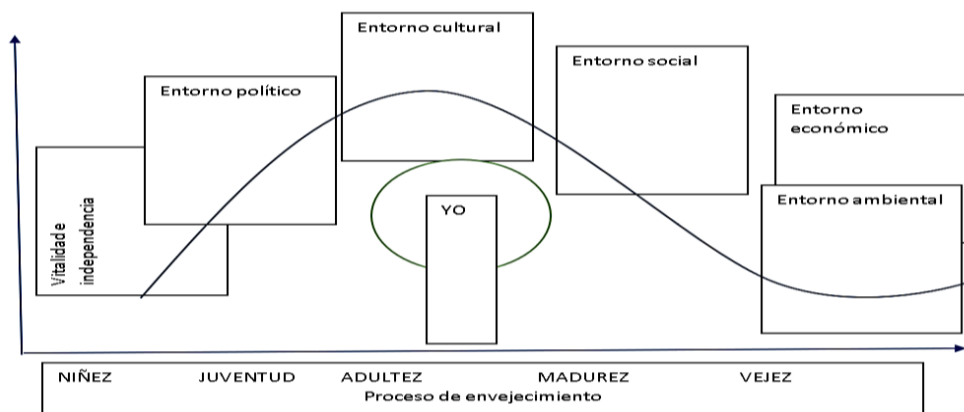 Entorno cultural
Entorno social
Entorno político
Entorno
económico
Vitalidad e
independencia
YO
Entorno ambiental
NIÑEZ JUVENTUD ADULTEZ MADUREZ VEJEZ
Proceso de envejecimiento